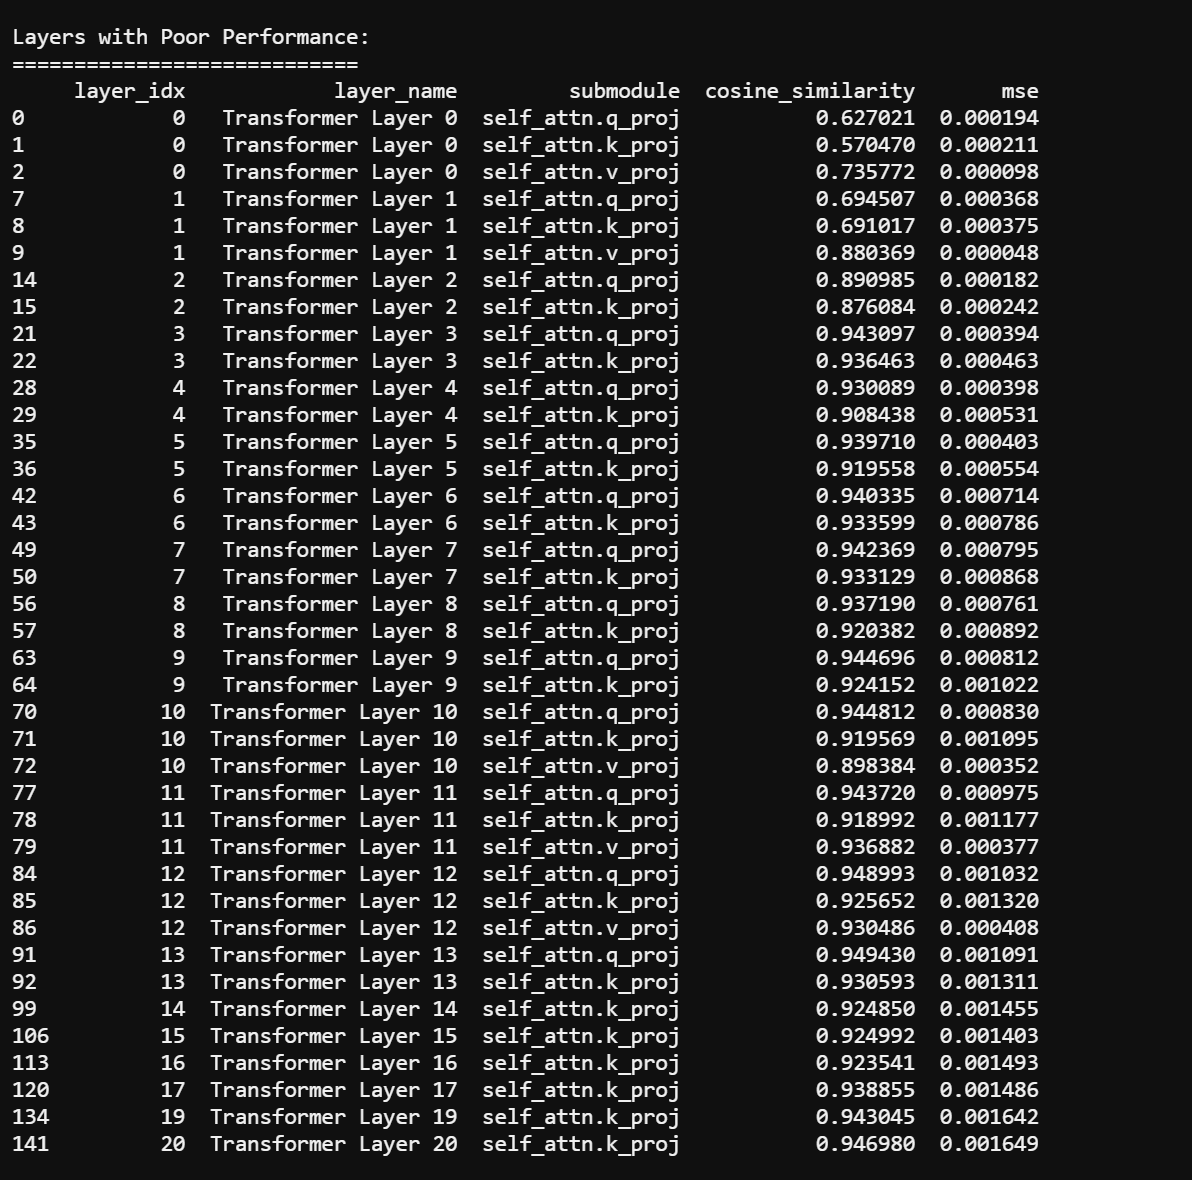 Layers with Poor Performance:
============================
layer_idx layer_name submodule cosine_similarity mse
0 0 Transformer Layer 0 self_attn.q_proj 0.627021 0.000194
1 0 Transformer Layer 0 self_attn.k_proj 0.570470 0.000211
2 0 Transformer Layer 0 self_attn.v_proj 0.735772 0.000098
7 1 Transformer Layer 1 self_attn.q_proj 0.694507 0.000368
8 1 Transformer Layer 1 self_attn.k_proj 0.691017 0.000375
9 1 Transformer Layer 1 self_attn.v_proj 0.880369 0.000048
14 2 Transformer Layer 2 self_attn.q_proj 0.890985 0.000182
15 2 Transformer Layer 2 self_attn.k_proj 0.876084 0.000242
21 3 Transformer Layer 3 self_attn.q_proj 0.943097 0.000394
22 3 Transformer Layer 3 self_attn.k_proj 0.936463 0.000463
28 4 Transformer Layer 4 self_attn.q_proj 0.930089 0.000398
29 4 Transformer Layer 4 self_attn.k_proj 0.908438 0.000531
35 5 Transformer Layer 5 self_attn.q_proj 0.939710 0.000403
36 5 Transformer Layer 5 self_attn.k_proj 0.919558 0.000554
42 6 Transformer Layer 6 self_attn.q_proj 0.940335 0.000714
43 6 Transformer Layer 6 self_attn.k_proj 0.933599 0.000786
49 7 Transformer Layer 7 self_attn.q_proj 0.942369 0.000795
50 7 Transformer Layer 7 self_attn.k_proj 0.933129 0.000868
56 8 Transformer Layer 8 self_attn.q_proj 0.937190 0.000761
57 8 Transformer Layer 8 self_attn.k_proj 0.920382 0.000892
63 9 Transformer Layer 9 self_attn.q_proj 0.944696 0.000812
64 9 Transformer Layer 9 self_attn.k_proj 0.924152 0.001022
70 10 Transformer Layer 10 self_attn.q_proj 0.944812 0.000830
71 10 Transformer Layer 10 self_attn.k_proj 0.919569 0.001095
72 10 Transformer Layer 10 self_attn.v_proj 0.898384 0.000352
77 11 Transformer Layer 11 self_attn.q_proj 0.943720 0.000975
78 11 Transformer Layer 11 self_attn.k_proj 0.918992 0.001177
79 11 Transformer Layer 11 self_attn.v_proj 0.936882 0.000377
84 12 Transformer Layer 12 self_attn.q_proj 0.948993 0.001032
85 12 Transformer Layer 12 self_attn.k_proj 0.925652 0.001320
86 12 Transformer Layer 12 self_attn.v_proj 0.930486 0.000408
91 13 Transformer Layer 13 self_attn.q_proj 0.949430 0.001091
92 13 Transformer Layer 13 self_attn.k_proj 0.930593 0.001311
99 14 Transformer Layer 14 self_attn.k_proj 0.924850 0.001455
106 15 Transformer Layer 15 self_attn.k_proj 0.924992 0.001403
113 16 Transformer Layer 16 self_attn.k_proj 0.923541 0.001493
120 17 Transformer Layer 17 self_attn.k_proj 0.938855 0.001486
134 19 Transformer Layer 19 self_attn.k_proj 0.943045 0.001642
141 20 Transformer Layer 20 self_attn.k_proj 0.946980 0.001649